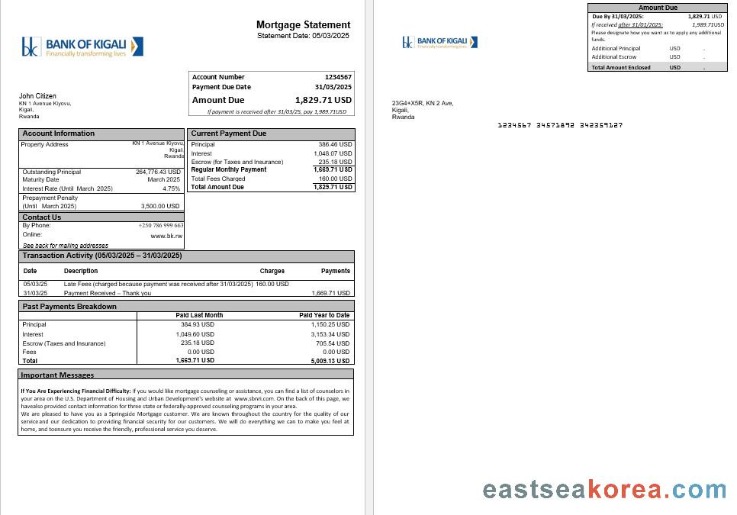 Mortgage Statement
Statement Date: 05/03/2025
bk BANK OF KIGALI
Financially transforming lives
Account Number 1234567
Payment Due Date 31/03/2025
Amount Due 1,829.71 USD
If payment is received after 31/03/25, pay 1,989.71USD
John Citizen
KN 1 Avenue Kiyovu,
Kigali,
Rwanda
Account Information
Property Address KN 1 Avenue Kiyovu,
Kigali,
Rwanda
Outstanding Principal 264,776.43 USD
Maturity Date March 2025
Interest Rate (Until March 2025) 4.75%
Prepayment Penalty
(Until March 2025) 3,500.00 USD
Contact Us
By Phone: +250 786 999 663
Online: www.bk.rw
See back for mailing addresses
Current Payment Due
Principal 386.46 USD
Interest 1,048.07 USD
Escrow (for Taxes and Insurance) 235.18 USD
Regular Monthly Payment 1,669.71 USD
Total Fees Charged 160.00 USD
Total Amount Due 1,829.71 USD
Transaction Activity (05/03/2025 – 31/03/2025)
Date Description Charges Payments
05/03/25 Late Fees (charged because payment was received after 31/03/2025) 160.00 USD
31/03/25 Payment Received – Thank you 1,669.71 USD
Past Payments Breakdown
Paid Last Month Paid Year to Date
Principal 384.93 USD 1,150.25 USD
Interest 1,049.60 USD 3,153.34 USD
Escrow (Taxes and Insurance) 235.18 USD 705.54 USD
Fees 0.00 USD 0.00 USD
Total 1,669.71 USD 5,009.13 USD
Important Messages
If You Are Experiencing Financial Difficulty: if you would like mortgage counseling or assistance, you can find a list of counselors in
your area on the U.S. Department of Housing and Urban Development's website at www.sbnri.com. On the back of this page, we
havealso provided contact information for three state or federally-approved counseling programs in your area.
We are pleased to have you as a Springside Mortgage customer. We are known throughout the country for the quality of our
service and our dedication to providing financial security for our customers. We will do everything we can to make you feel at
home, and toensure you receive the friendly, professional service you deserve.
bk BANK OF KIGALI
Financially transforming lives
Amount Due
Due By 31/03/2025: 1,829.71 USD
If received after 31/03/2025: 1,989.71USD
Please designate how you want us to apply any additional
funds.
Additional Principal USD -
Additional Escrow USD -
Total Amount Enclosed USD -
23G4+X5R, KN 2 Ave,
Kigali,
Rwanda
1234567 34571892 342359127
eastseakorea.com